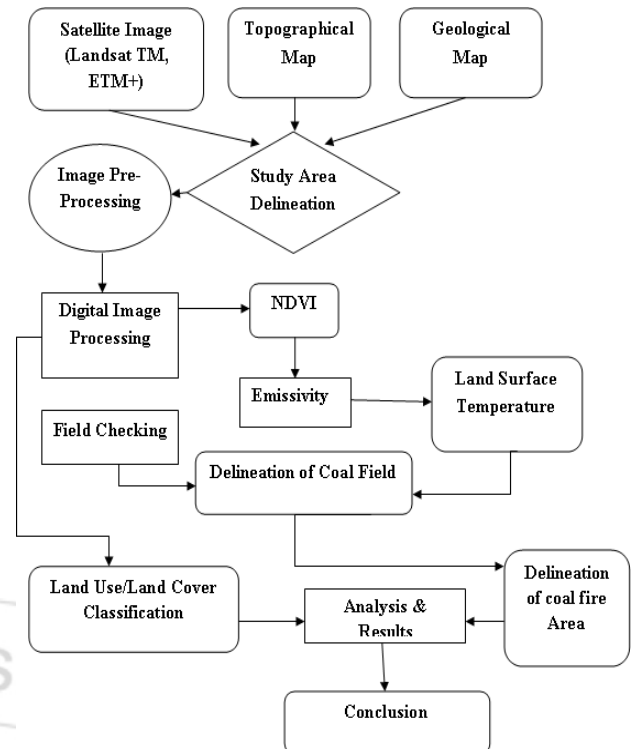 Satellite Image
(Landsat TM,
ETM+)
Topographical
Map
Geological
Map
Image Pre-
Processing
Study Area
Delineation
Digital Image
Processing
NDVI
Emissivity
Land Surface
Temperature
Field Checking
Delineation of Coal Field
Land Use/Land Cover
Classification
Analysis &
Results
Delineation
of coal fire
Area
Conclusion
s